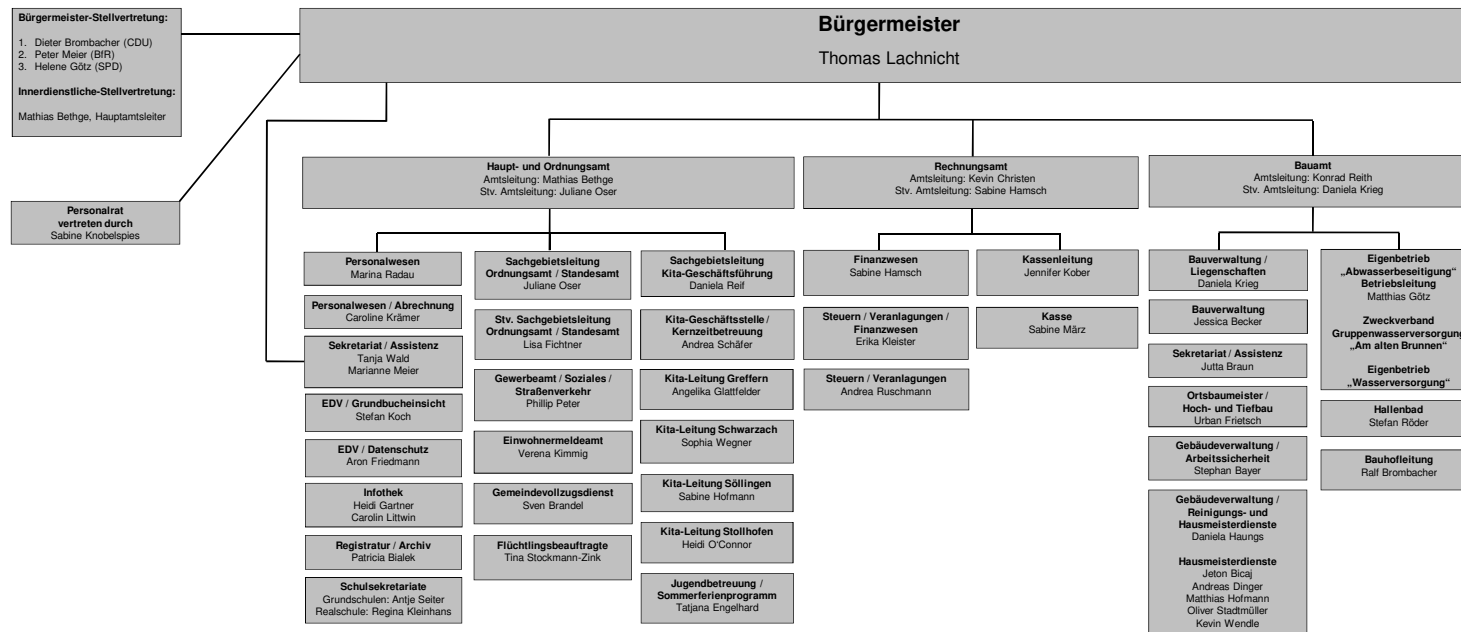 Bürgermeister-Stellvertretung:
1. Dieter Brombacher (CDU)
2. Peter Meier (BfR)
3. Helene Götz (SPD)
Innerdienstliche-Stellvertretung:
Mathias Bethge, Hauptamtsleiter
Bürgermeister
Thomas Lachnicht
Personalrat
vertreten durch
Sabine Knobelspies
Haupt- und Ordnungsamt
Amtsleitung: Mathias Bethge
Stv. Amtsleitung: Juliane Oser
Rechnungsamt
Amtsleitung: Kevin Christen
Stv. Amtsleitung: Sabine Hamsch
Bauamt
Amtsleitung: Konrad Reith
Stv. Amtsleitung: Daniela Krieg
Personalwesen
Marina Radau
Personalwesen / Abrechnung
Caroline Krämer
Sekretariat / Assistenz
Tanja Wald
Marianne Meier
EDV / Grundbucheinsicht
Stefan Koch
EDV / Datenschutz
Aron Friedmann
Infothek
Heidi Gartner
Carolin Littwin
Registratur / Archiv
Patricia Bialek
Schulsekretariate
Grundschulen: Antje Seiter
Realschule: Regina Kleinhans
Sachgebietsleitung
Ordnungsamt / Standesamt
Juliane Oser
Stv. Sachgebietsleitung
Ordnungsamt / Standesamt
Lisa Fichtner
Gewerbeamt / Soziales /
Straßenverkehr
Phillip Peter
Einwohnermeldeamt
Verena Kimmig
Gemeindevollzugsdienst
Sven Brandel
Flüchtlingsbeauftragte
Tina Stockmann-Zink
Sachgebietsleitung
Kita-Geschäftsführung
Daniela Reif
Kita-Geschäftsstelle /
Kernzeitbetreuung
Andrea Schäfer
Kita-Leitung Greffern
Angelika Glattfelder
Kita-Leitung Schwarzach
Sophia Wegner
Kita-Leitung Söllingen
Sabine Hofmann
Kita-Leitung Stollhofen
Heidi O'Connor
Jugendbetreuung /
Sommerferienprogramm
Tatjana Engelhard
Finanzwesen
Sabine Hamsch
Steuern / Veranlagungen /
Finanzwesen
Erika Kleister
Steuern / Veranlagungen
Andrea Ruschmann
Kassenleitung
Jennifer Kober
Kasse
Sabine März
Bauverwaltung /
Liegenschaften
Daniela Krieg
Bauverwaltung
Jessica Becker
Sekretariat / Assistenz
Jutta Braun
Ortsbaumeister /
Hoch- und Tiefbau
Urban Frietsch
Gebäudeverwaltung /
Arbeitssicherheit
Stephan Bayer
Gebäudeverwaltung /
Reinigungs- und
Hausmeisterdienste
Daniela Haungs
Hausmeisterdienste
Jeton Bicaj
Andreas Dinger
Matthias Hofmann
Oliver Stadtmüller
Kevin Wendle
Eigenbetrieb
„Abwasserbeseitigung"
Betriebsleitung
Matthias Götz
Zweckverband
Gruppenwasserversorgung
„Am alten Brunnen"
Eigenbetrieb
„Wasserversorgung"
Hallenbad
Stefan Röder
Bauhofleitung
Ralf Brombacher